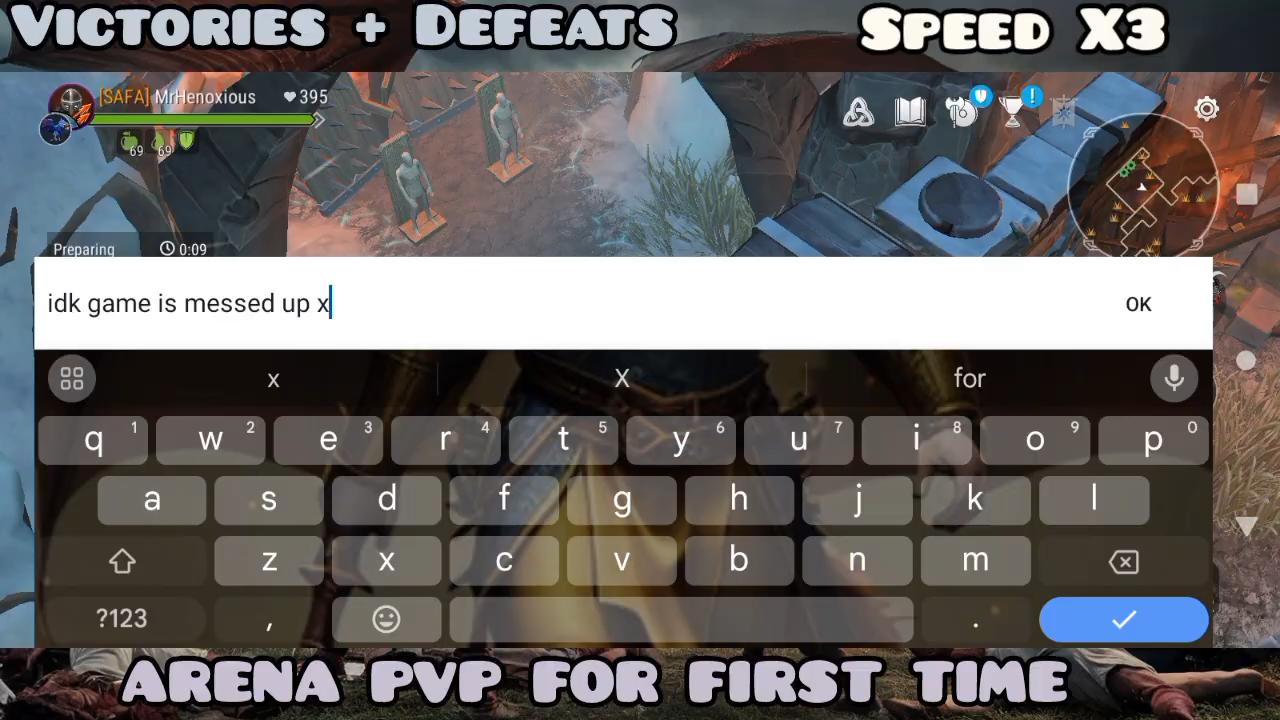 Victories + Defeats
Speed X3
[SAFA] MrHenoxious 395
69 69
Preparing 0:09
idk game is messed up x
OK
x X for
q 1 w 2 e 3 r 4 t 5 y 6 u 7 i 8 o 9 p 0
a s d f g h j k l
z x c v b n m
?123 , .
ARENA PVP FOR FIRST TIME